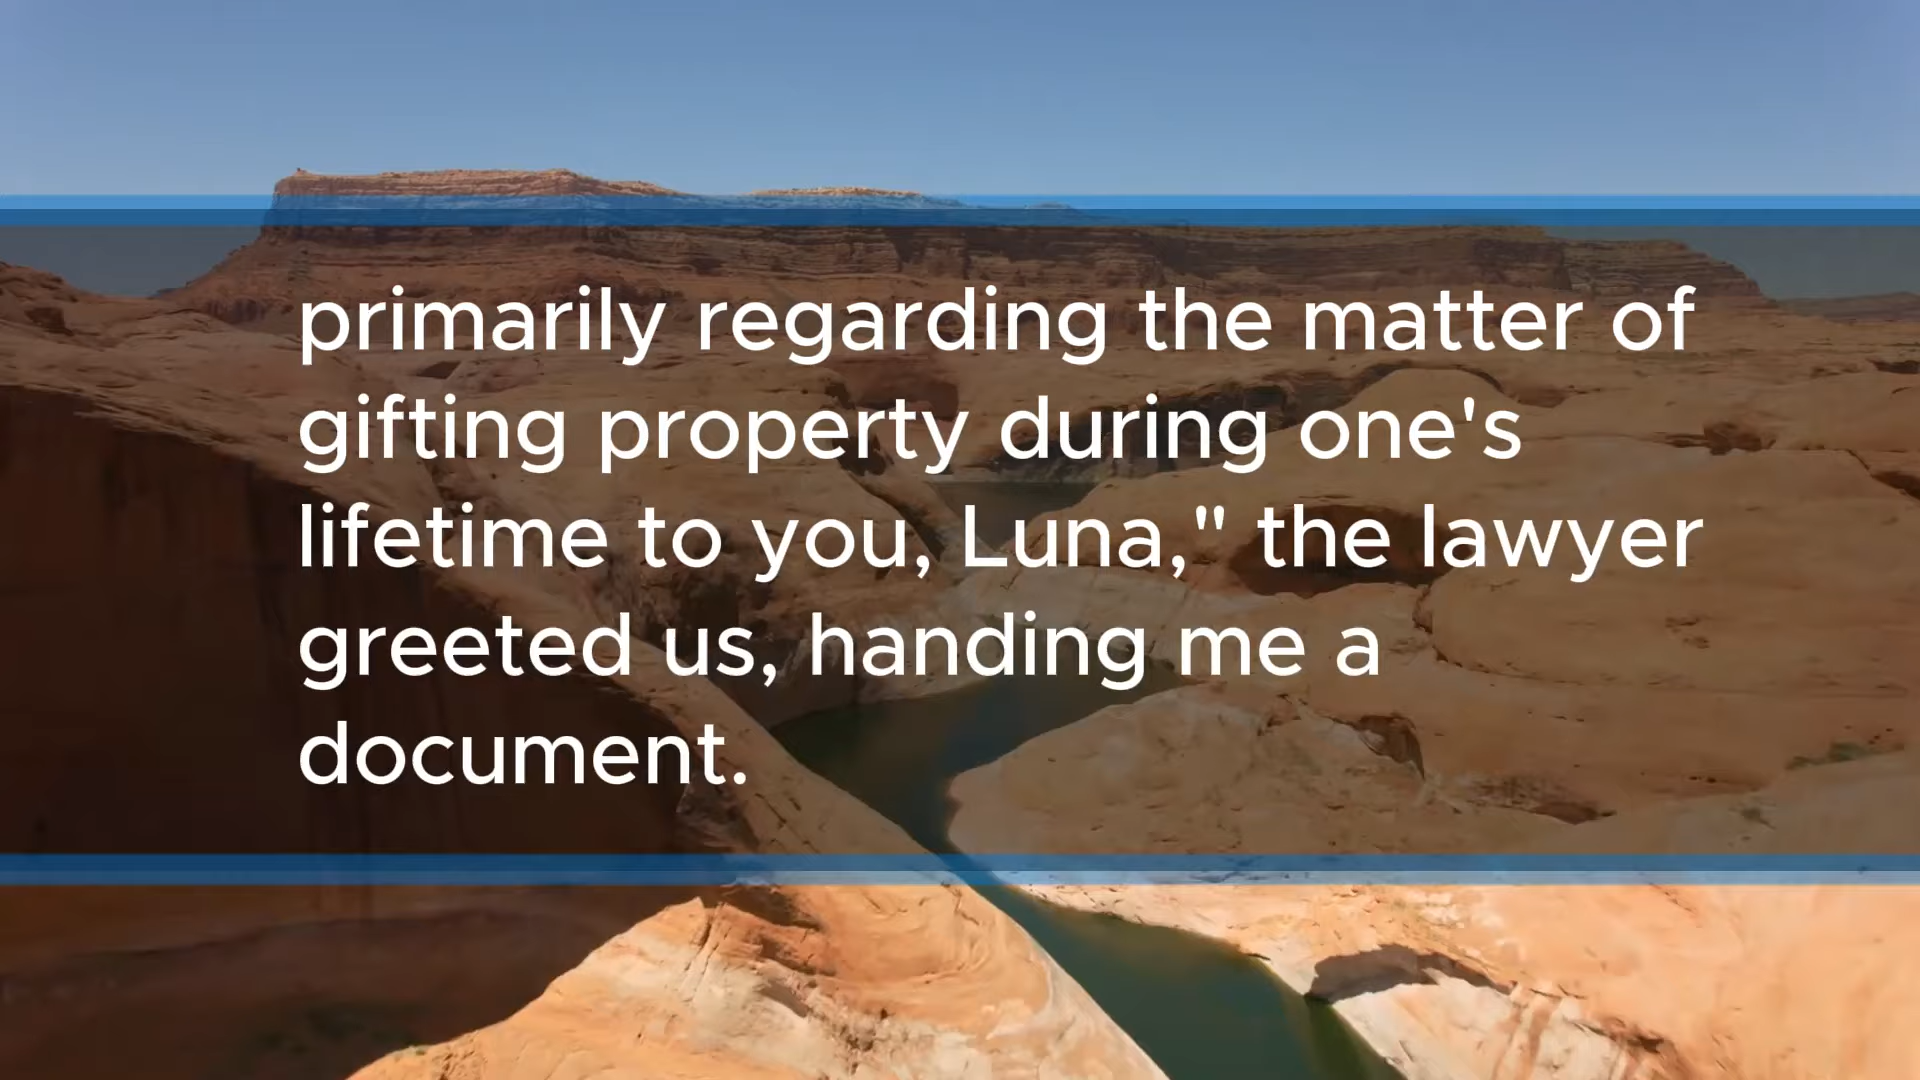 primarily regarding the matter of
gifting property during one's
lifetime to you, Luna," the lawyer
greeted us, handing me a
document.